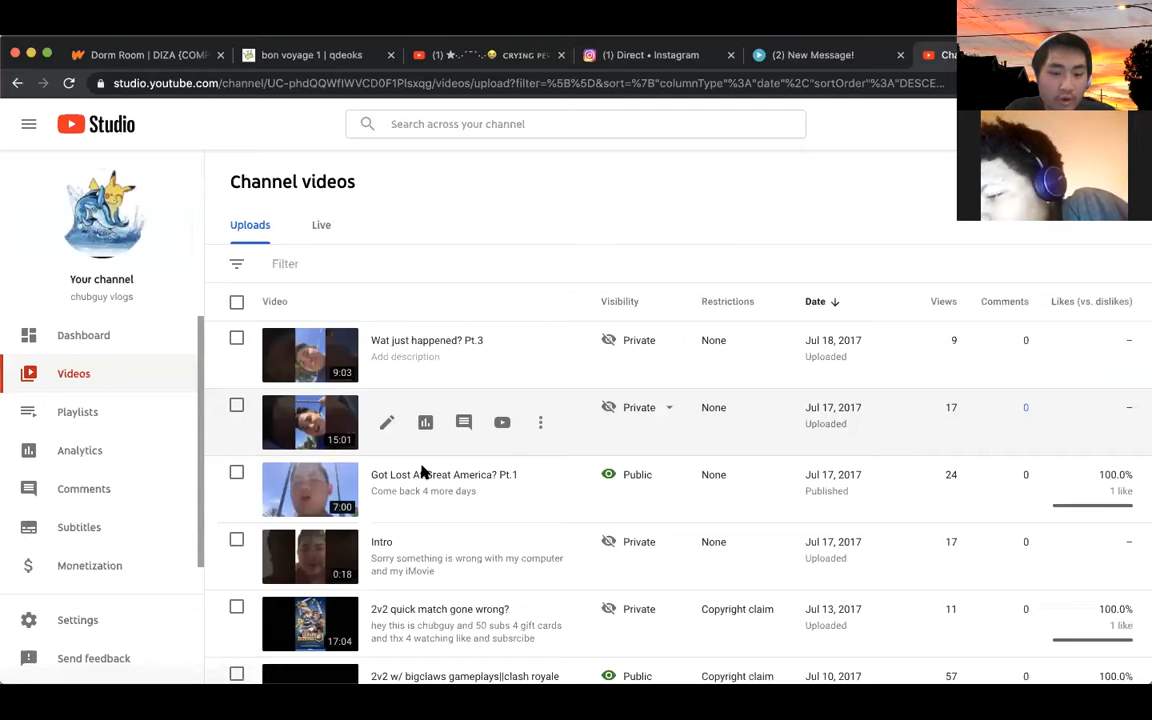 Dorm Room | DIZA {COMP
bon voyage 1 | qdeoks
CRYING PE
(1) Direct • Instagram
(2) New Message!
studio.youtube.com/channel/UC-phdQQWfIWVCD0F1PIsxqg/videos/upload?filter=%5B%5D&sort=%7B"columnType"%3A"date"%2C"sortOrder"%3A"DESCE...
Studio
Search across your channel
Channel videos
Uploads
Live
Filter
Your channel
chubguy vlogs
Dashboard
Videos
Playlists
Analytics
Comments
Subtitles
Monetization
Settings
Send feedback
Video Visibility Restrictions Date Views Comments Likes (vs. dislikes)
9:03 Wat just happened? Pt.3 Private None Jul 18, 2017 9 0 –
Add description Uploaded
15:01 Private None Jul 17, 2017 17 0 –
Uploaded
7:00 Got Lost At Great America? Pt.1 Public None Jul 17, 2017 24 0 100.0%
Come back 4 more days Published 1 like
0:18 Intro Private None Jul 17, 2017 17 0 –
Sorry something is wrong with my computer Uploaded
and my iMovie
17:04 2v2 quick match gone wrong? Private Copyright claim Jul 13, 2017 11 0 100.0%
hey this is chubguy and 50 subs 4 gift cards Uploaded 1 like
and thx 4 watching like and subsrcibe
2v2 w/ bigclaws gameplays||clash royale Public Copyright claim Jul 10, 2017 57 0 100.0%